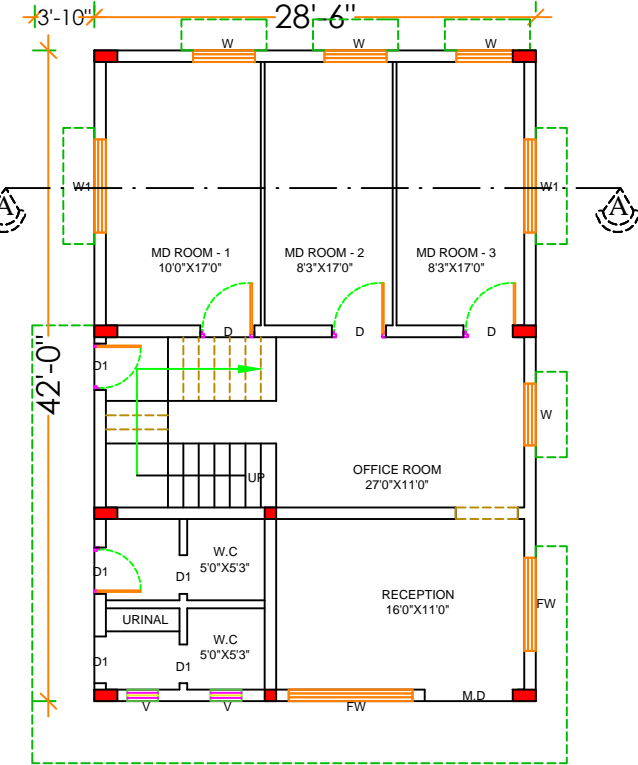 3'-10" 28'-6"
W W W
W1 W1
A A
MD ROOM - 1 MD ROOM - 2 MD ROOM - 3
10'0"X17'0" 8'3"X17'0" 8'3"X17'0"
D D D
42'-0"
D1
W
OFFICE ROOM
27'0"X11'0"
UP
W.C
5'0"X5'3"
D1 D1
RECEPTION
16'0"X11'0"
FW
URINAL
W.C
5'0"X5'3"
D1 D1
M.D
V V FW